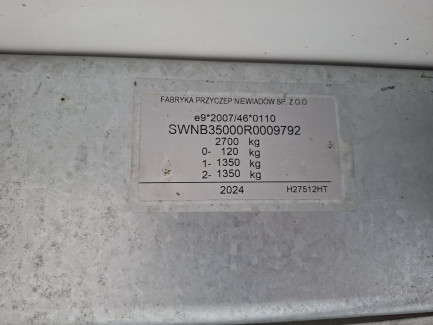 FABRYKA PRZYCZEP NIEWIADÓW SP. Z O.O
e9*2007/46*0110
SWNB35000R0009792
2700 kg
0- 120 kg
1- 1350 kg
2- 1350 kg
2024 H27512HT